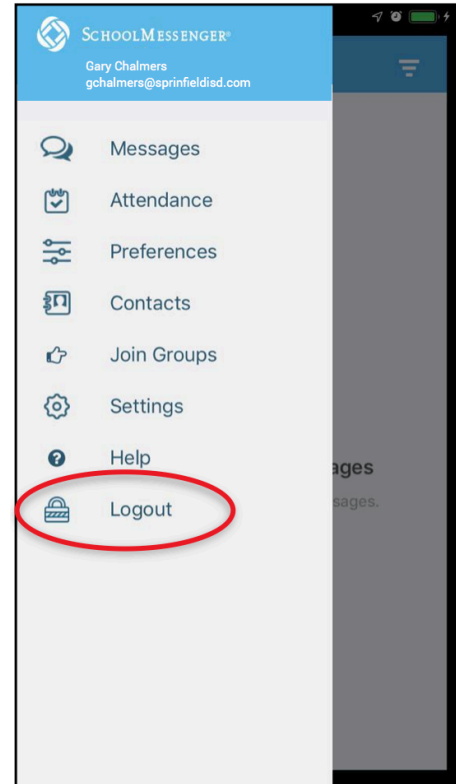 SCHOOLMESSENGER®
Gary Chalmers
gchalmers@sprinfieldisd.com
Messages
Attendance
Preferences
Contacts
Join Groups
Settings
Help
ages
Logout
sages.